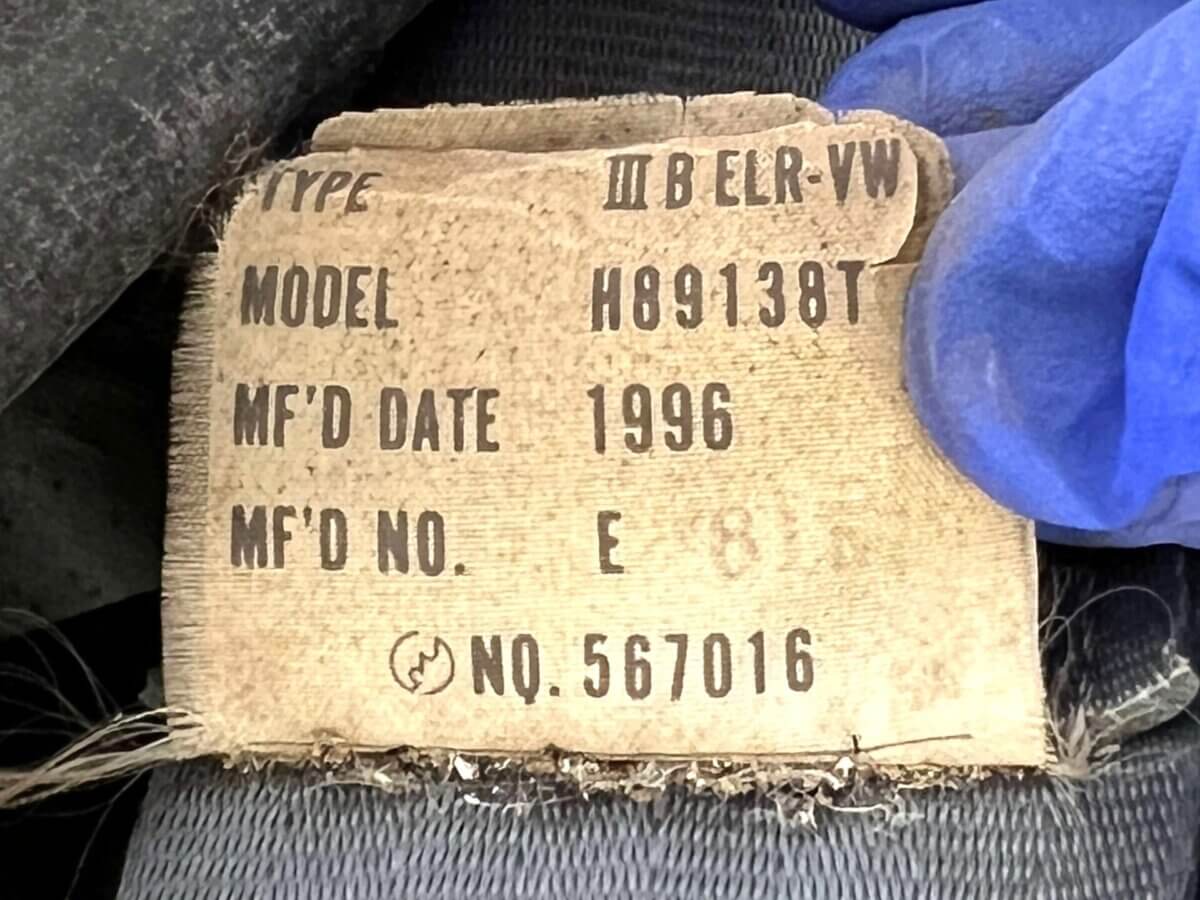 TYPE III B ELR-VW
MODEL H89138T
MF'D DATE 1996
MF'D NO. E
NO. 567016